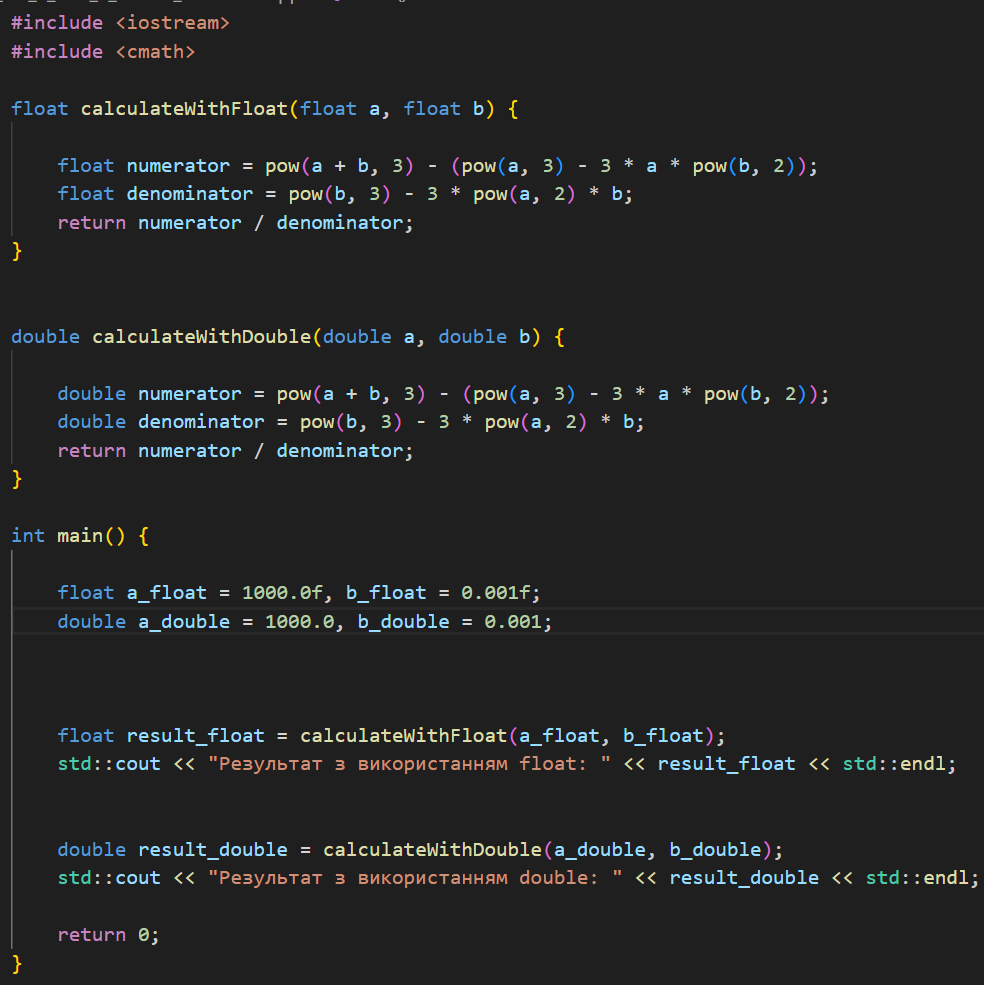 #include <iostream>
#include <cmath>
float calculateWithFloat(float a, float b) {
float numerator = pow(a + b, 3) - (pow(a, 3) - 3 * a * pow(b, 2));
float denominator = pow(b, 3) - 3 * pow(a, 2) * b;
return numerator / denominator;
}
double calculateWithDouble(double a, double b) {
double numerator = pow(a + b, 3) - (pow(a, 3) - 3 * a * pow(b, 2));
double denominator = pow(b, 3) - 3 * pow(a, 2) * b;
return numerator / denominator;
}
int main() {
float a_float = 1000.0f, b_float = 0.001f;
double a_double = 1000.0, b_double = 0.001;
float result_float = calculateWithFloat(a_float, b_float);
std::cout << "Результат з використанням float: " << result_float << std::endl;
double result_double = calculateWithDouble(a_double, b_double);
std::cout << "Результат з використанням double: " << result_double << std::endl;
return 0;
}